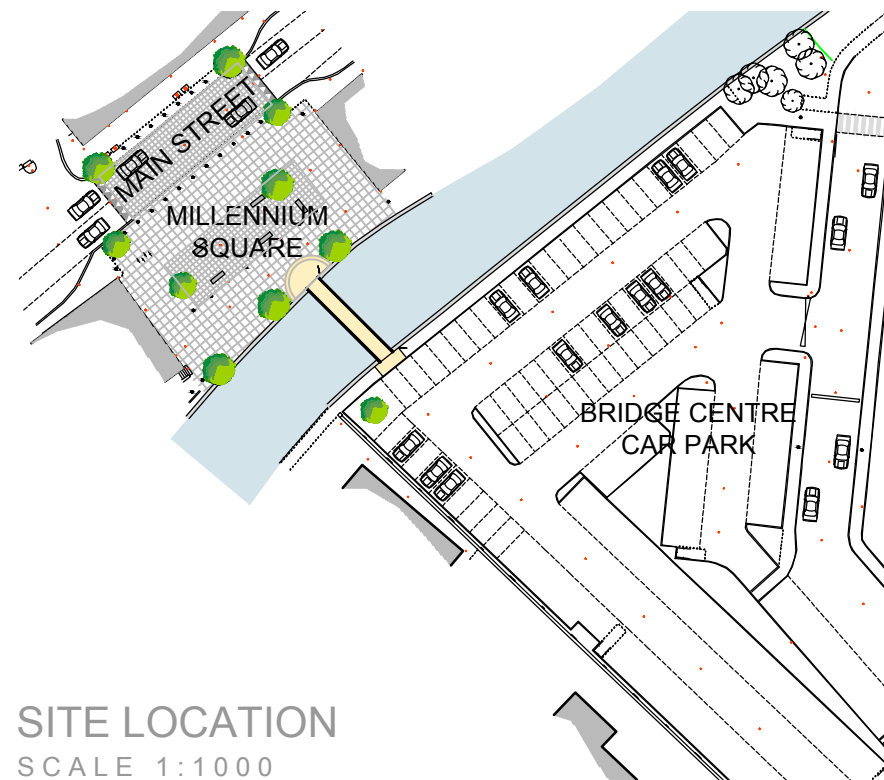 MAIN STREET
MILLENNIUM
SQUARE
BRIDGE CENTRE
CAR PARK
SITE LOCATION
SCALE 1:1000